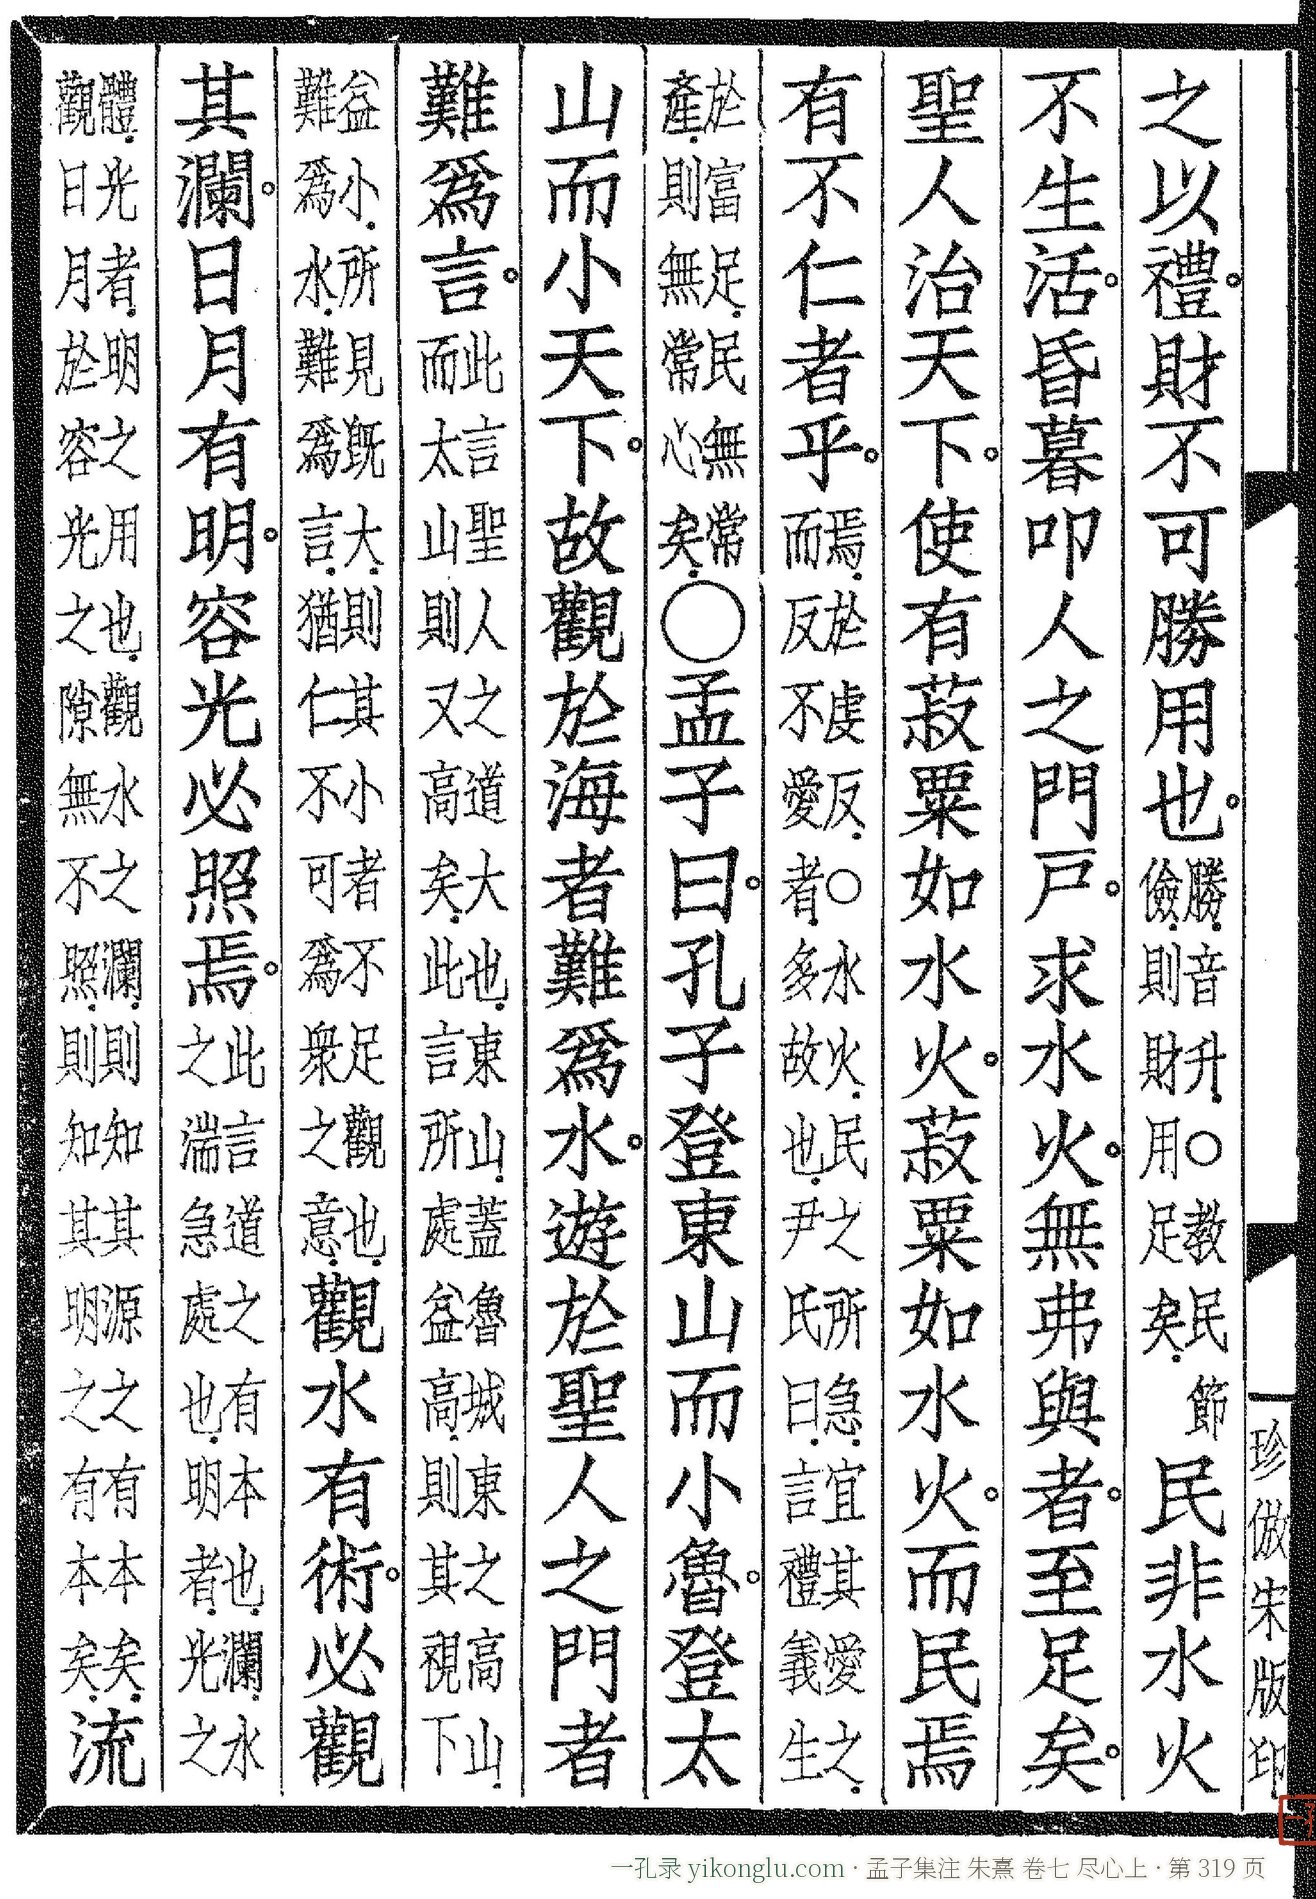 之以禮財不可勝用也勝音升○教民節儉則財用足矣民非水火
不生活昏暮叩人之門戶求水火無弗與者至足矣
聖人治天下使有菽粟如水火菽粟如水火而民焉
有不仁者乎焉於虔反○水火民之所急宜其愛之而反不愛者多故也尹氏曰言禮義生
於富足民無常產則無常心矣○孟子曰孔子登東山而小魯登太
山而小天下故觀於海者難爲水遊於聖人之門者
難爲言此言聖人之道大也東山蓋魯城東之高山而太山則又高矣此言所處益高則其視下
益小所見旣大則其小者不足觀也難爲水難爲言猶仁不可爲衆之意觀水有術必觀
其瀾日月有明容光必照焉此言道之有本也瀾水之湍急處也明者光之
體光者明之用也觀水之瀾則知其源之有本矣觀日月於容光之隙無不照則知其明之有本矣流
珍倣宋版印
一孔录 yikonglu.com · 孟子集注 朱熹 卷七 尽心上 · 第 319 页